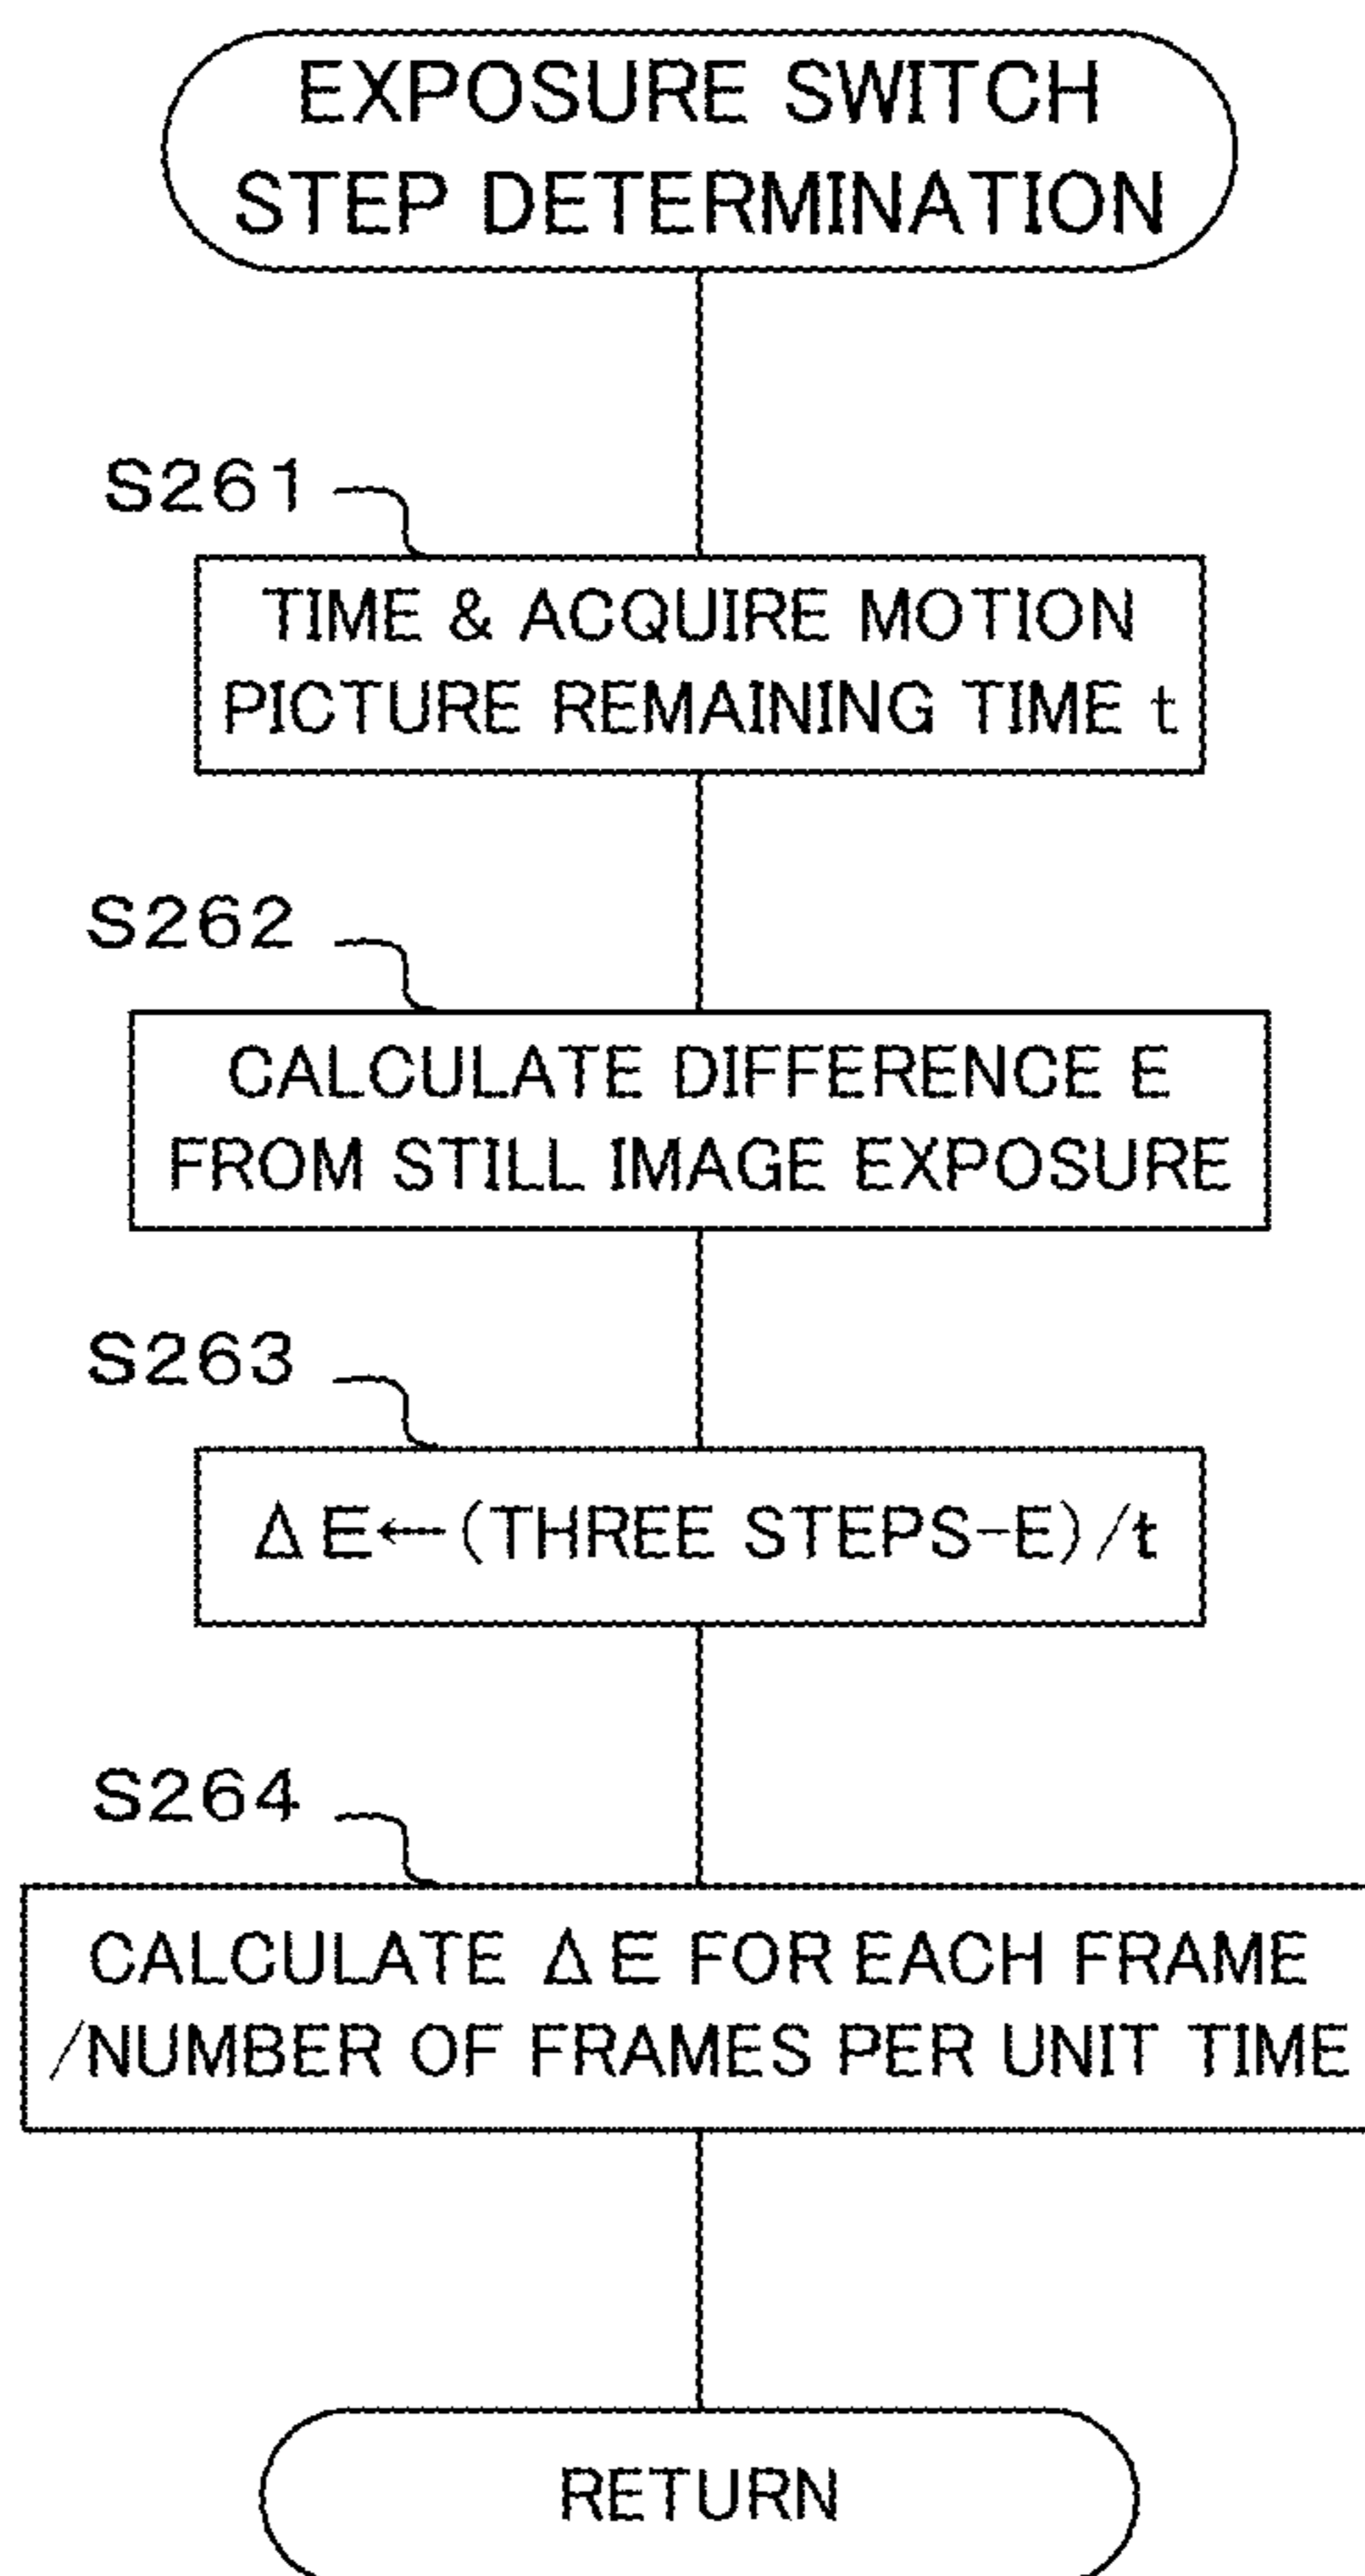 EXPOSURE SWITCH
STEP DETERMINATION
S261
TIME & ACQUIRE MOTION
PICTURE REMAINING TIME t
S262
CALCULATE DIFFERENCE E
FROM STILL IMAGE EXPOSURE
S263
ΔE←(THREE STEPS-E)/t
S264
CALCULATE ΔE FOR EACH FRAME
/NUMBER OF FRAMES PER UNIT TIME
RETURN